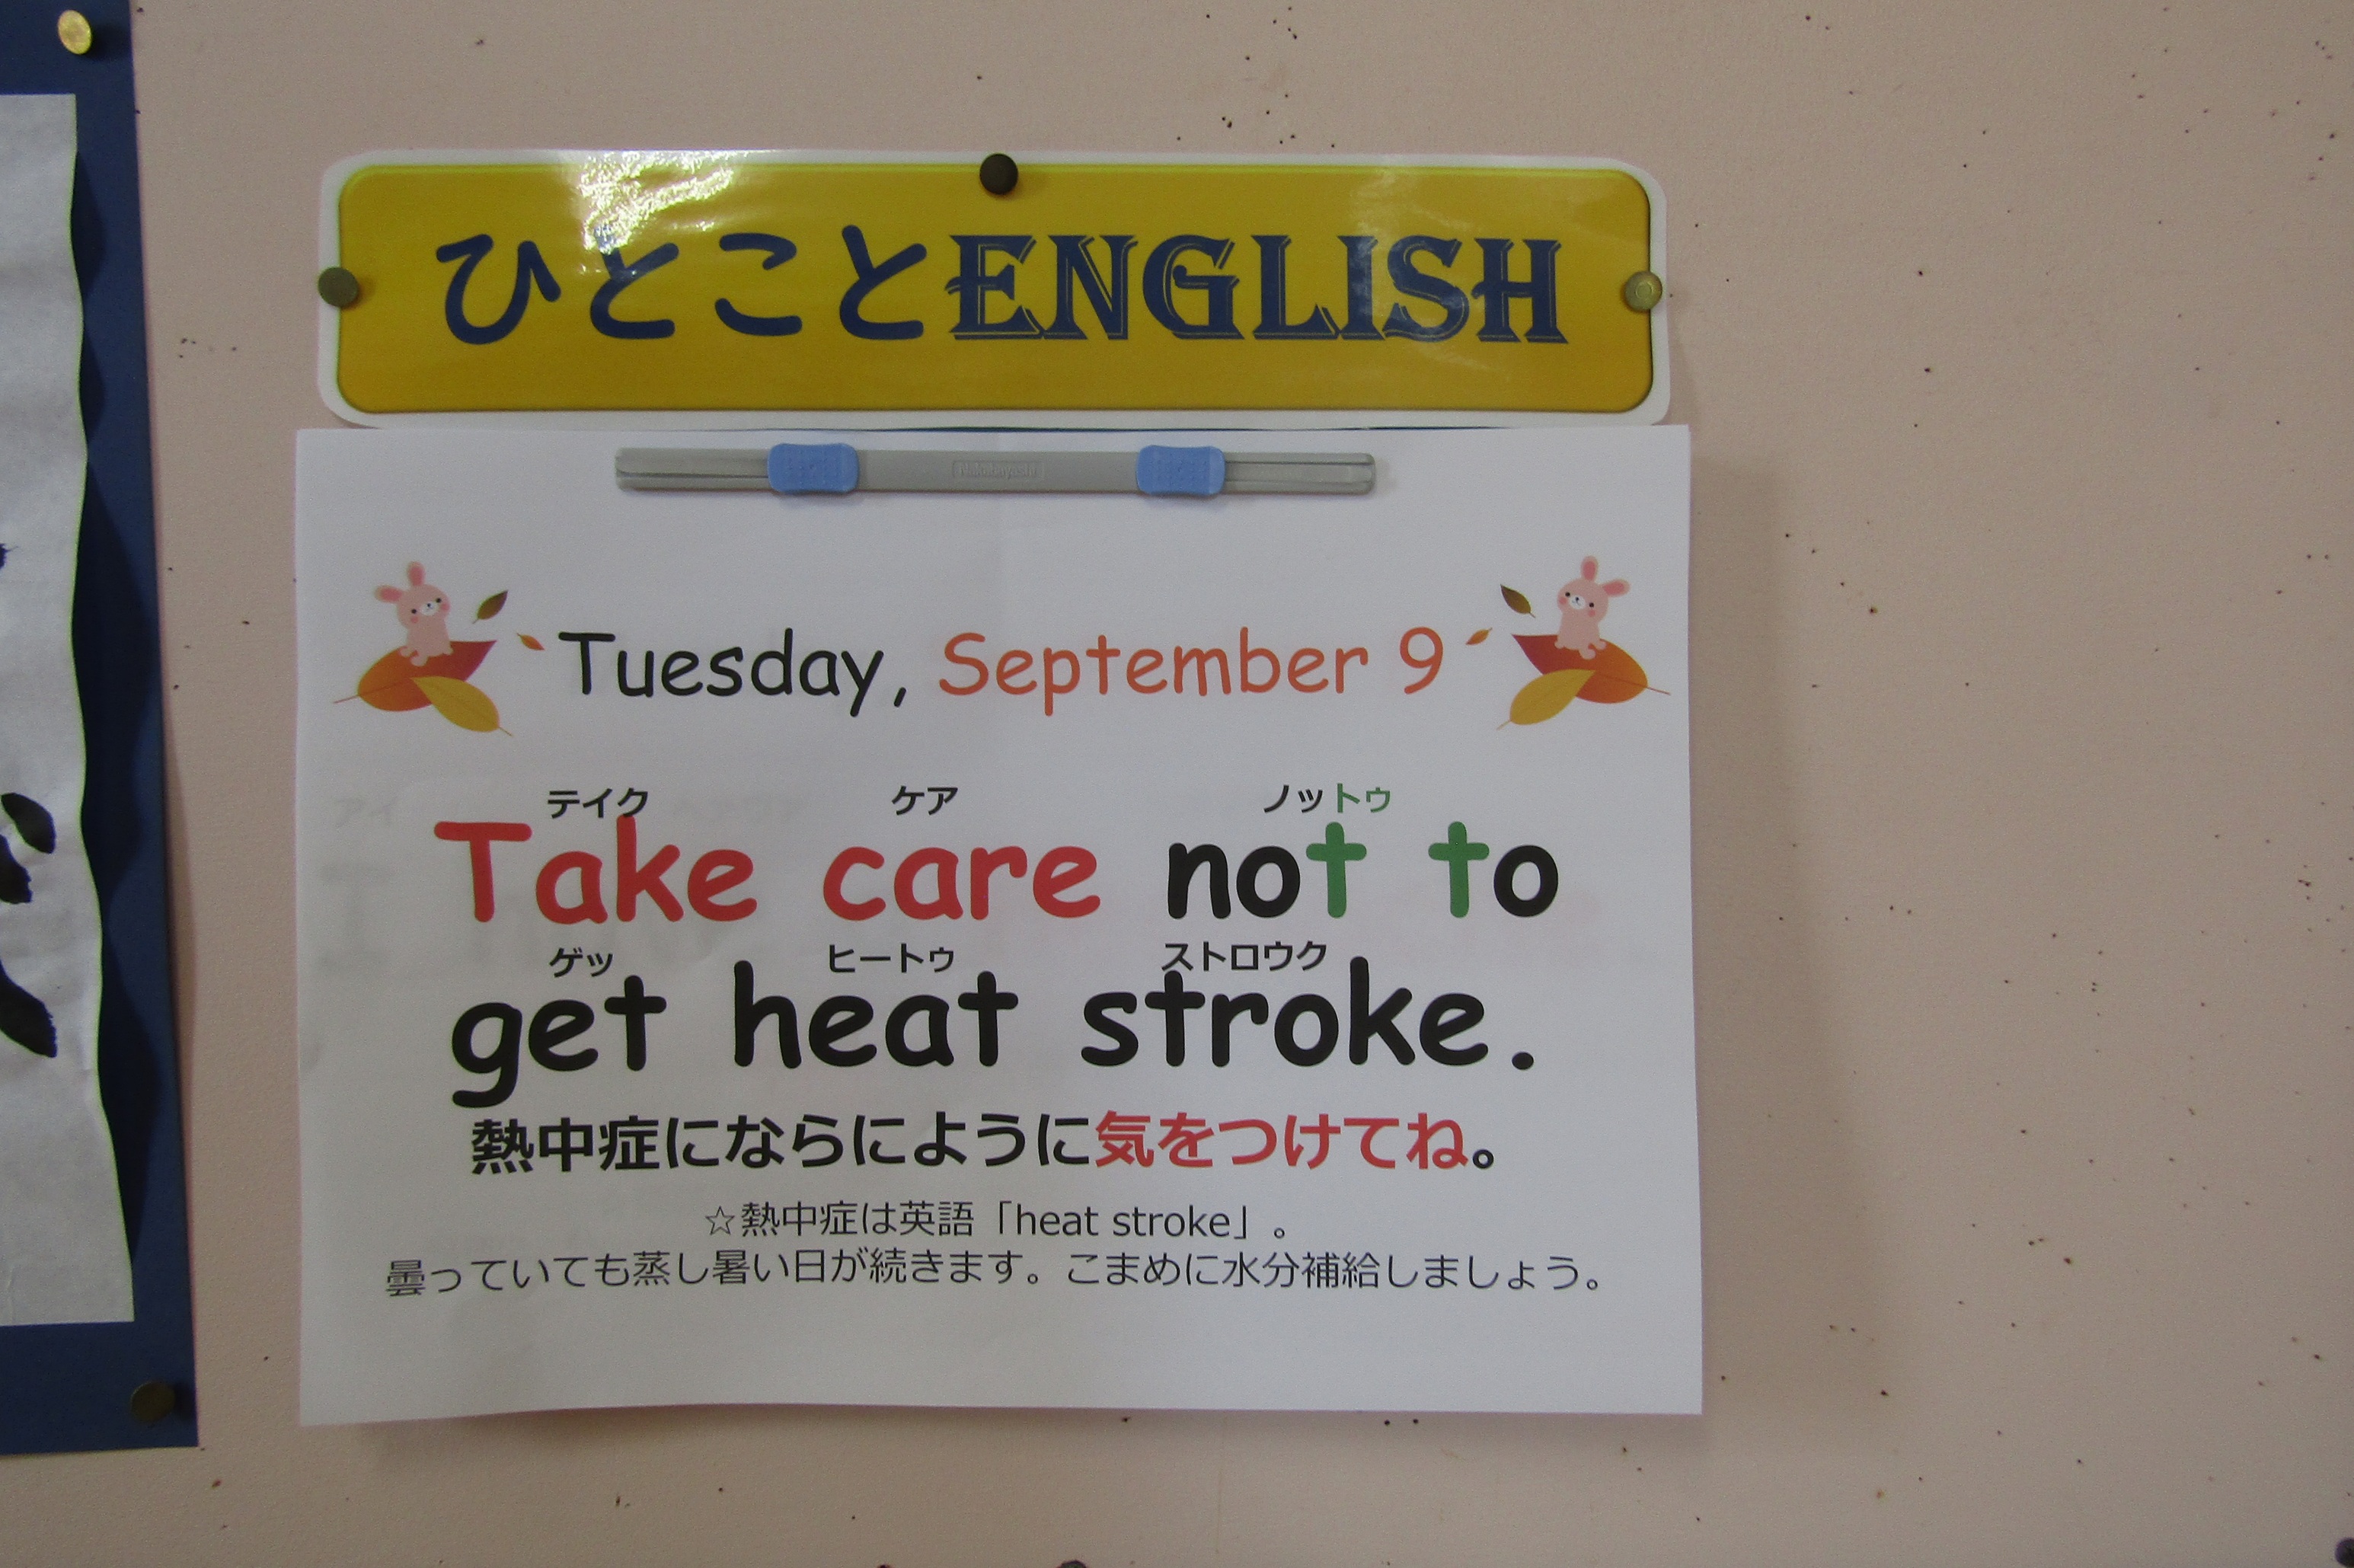 ひとことENGLISH
Tuesday, September 9
テイク ケア ノットゥ
Take care not to
ゲッ ヒートゥ ストロウク
get heat stroke.
熱中症にならにように気をつけてね。
☆熱中症は英語「heat stroke」。
曇っていても蒸し暑い日が続きます。こまめに水分補給しましょう。